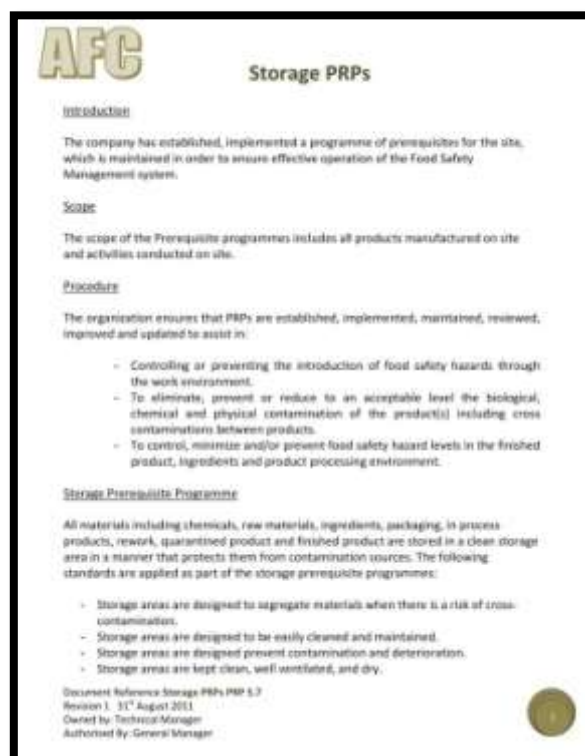 AFC
Storage PRPs
Introduction
The company has established, implemented a programme of prerequisites for the site,
which is maintained in order to ensure effective operation of the Food Safety
Management system.
Scope
The scope of the Prerequisite programmes includes all products manufactured on site
and activities conducted on site.
Procedure
The organization ensures that PRPs are established, implemented, maintained, reviewed,
improved and updated to assist in:
- Controlling or preventing the introduction of food safety hazards through
the work environment.
- To eliminate, prevent or reduce to an acceptable level the biological,
chemical and physical contamination of the product(s) including cross
contaminations between products.
- To control, minimize and/or prevent food safety hazard levels in the finished
product, ingredients and product processing environment.
Storage Prerequisite Programme
All materials including chemicals, raw materials, ingredients, packaging, in process
products, rework, quarantined product and finished product are stored in a clean storage
area in a manner that protects them from contamination sources. The following
standards are applied as part of the storage prerequisite programmes:
- Storage areas are designed to segregate materials when there is a risk of cross-
contamination.
- Storage areas are designed to be easily cleaned and maintained.
- Storage areas are designed prevent contamination and deterioration.
- Storage areas are kept clean, well ventilated, and dry.
Document Reference Storage PRPs PRP 5.7
Revision 1 31st August 2011
Owned by: Technical Manager
Authorised By: General Manager